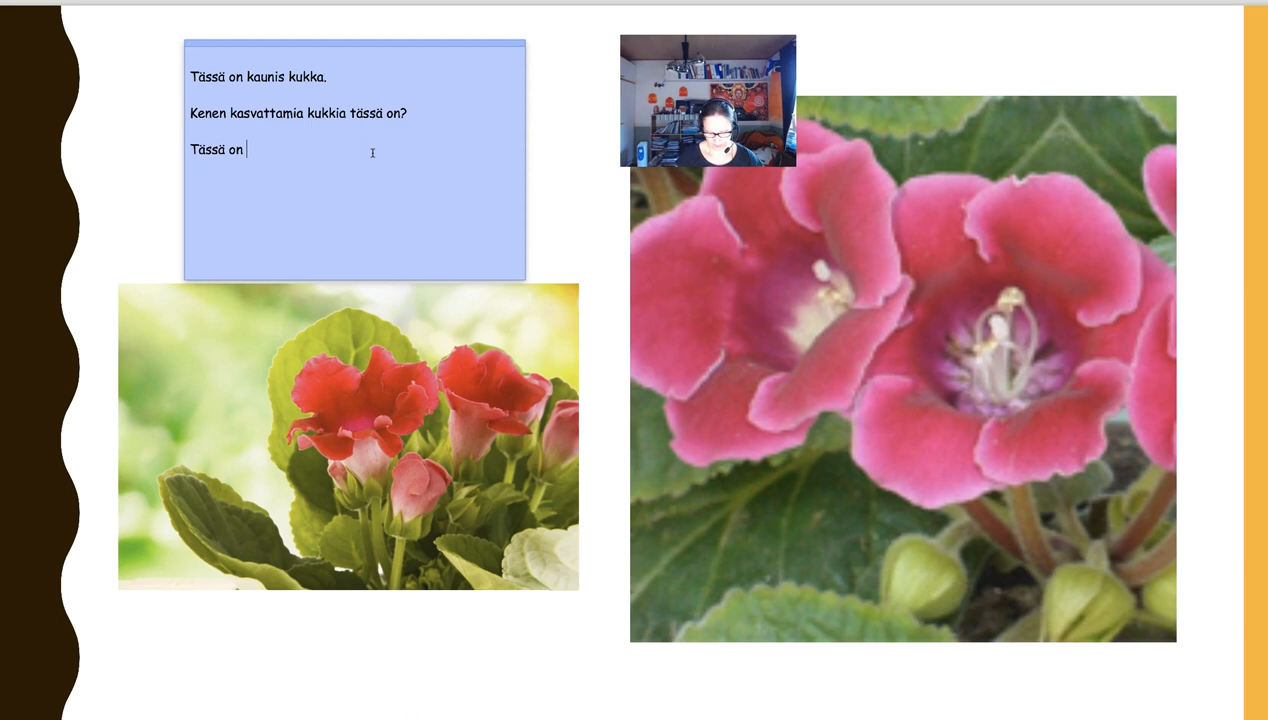 Tässä on kaunis kukka.
Kenen kasvattamia kukkia tässä on?
Tässä on